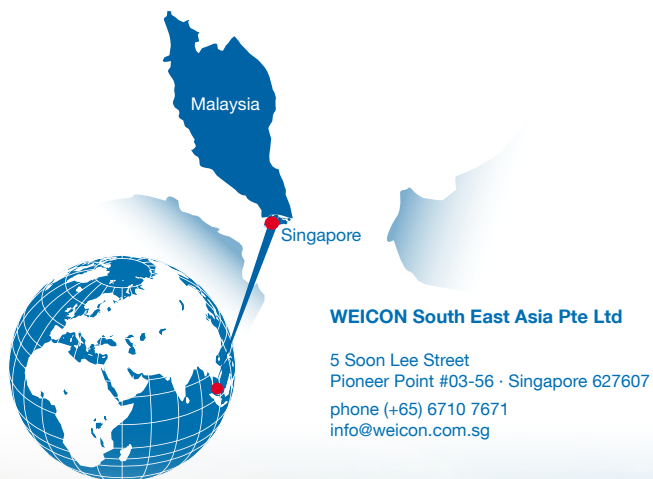 Malaysia
Singapore
WEICON South East Asia Pte Ltd
5 Soon Lee Street
Pioneer Point #03-56 · Singapore 627607
phone (+65) 6710 7671
info@weicon.com.sg